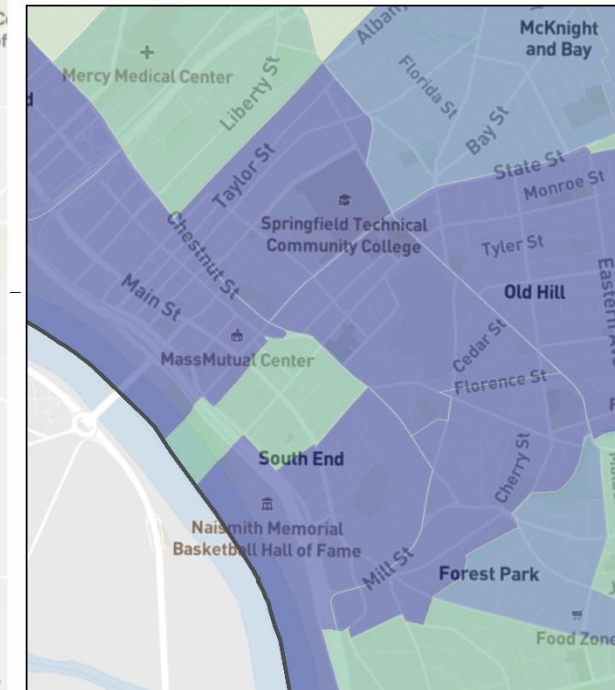 Albany
McKnight
and Bay
Mercy Medical Center
Florida St
Liberty St
Bay St
State St
Taylor St
Monroe St
Springfield Technical
Community College
Chestnut St
Tyler St
Main St
Old Hill
Eastern Ave
MassMutual Center
Cedar St
Florence St
South End
Cherry St
Naismith Memorial
Basketball Hall of Fame
Mill St
Forest Park
Food Zone